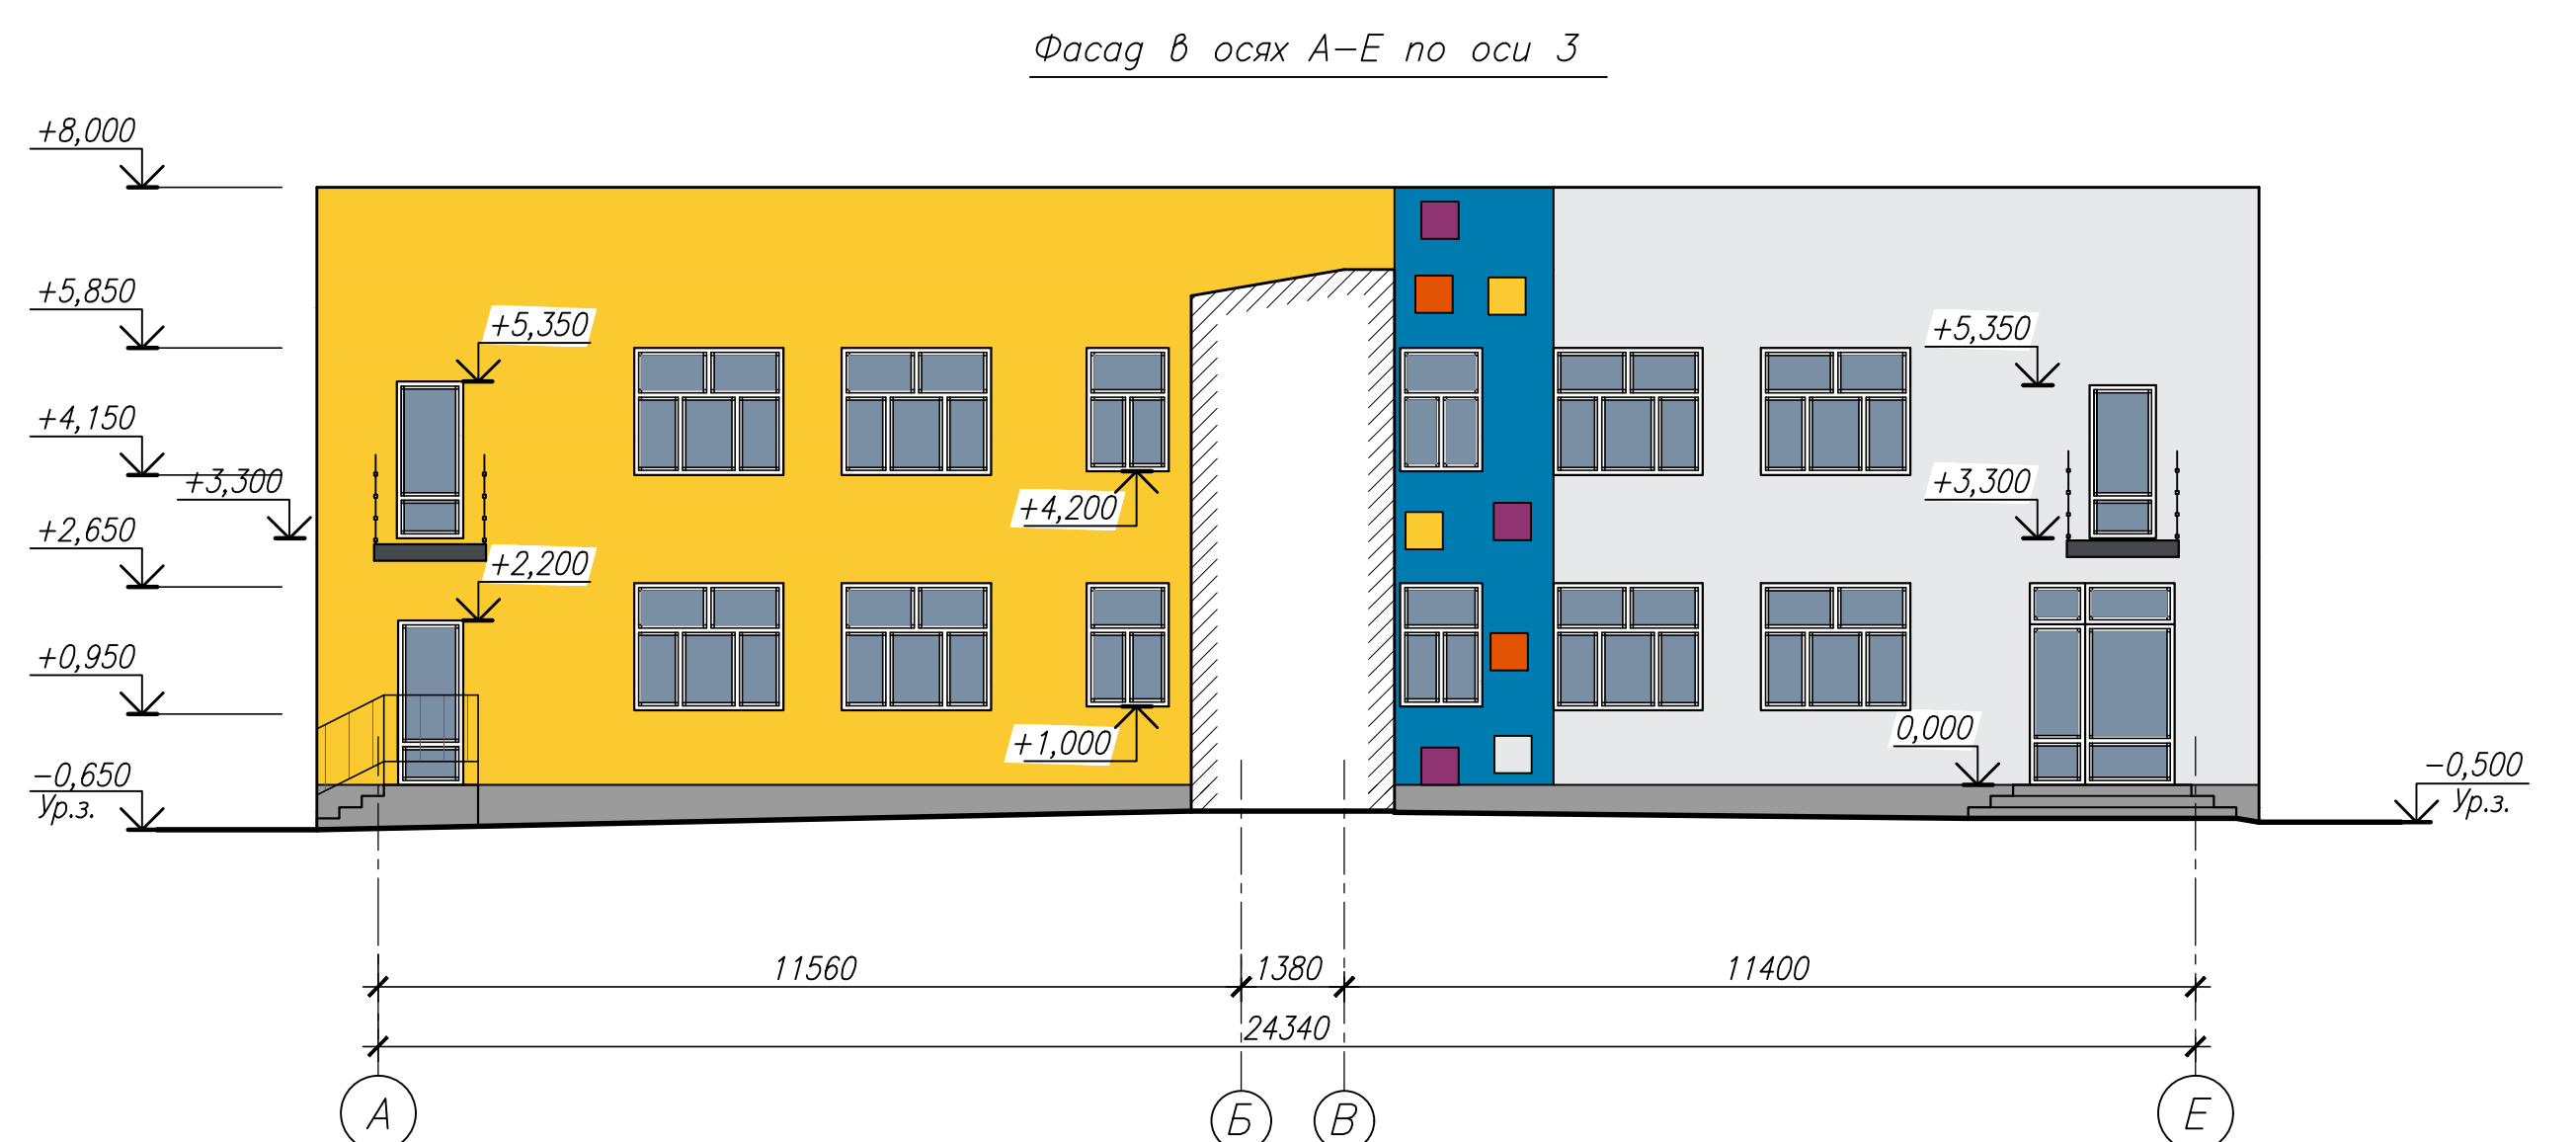 Фасад в осях А-Е по оси 3
+8,000
+5,850
+5,350
+5,350
+4,150
+3,300
+3,300
+4,200
+2,650
+2,200
+0,950
+1,000
0,000
-0,650
Ур.з.
-0,500
Ур.з.
11560
1380
11400
24340
А
Б
В
Е